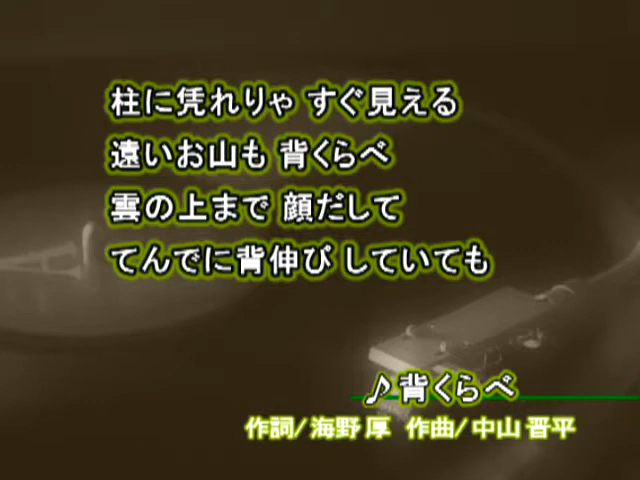 柱に凭れりゃ すぐ見える
遠いお山も 背くらべ
雲の上まで 顔だして
てんでに背伸び していても
♪背くらべ
作詞/海野 厚 作曲/中山 晋平